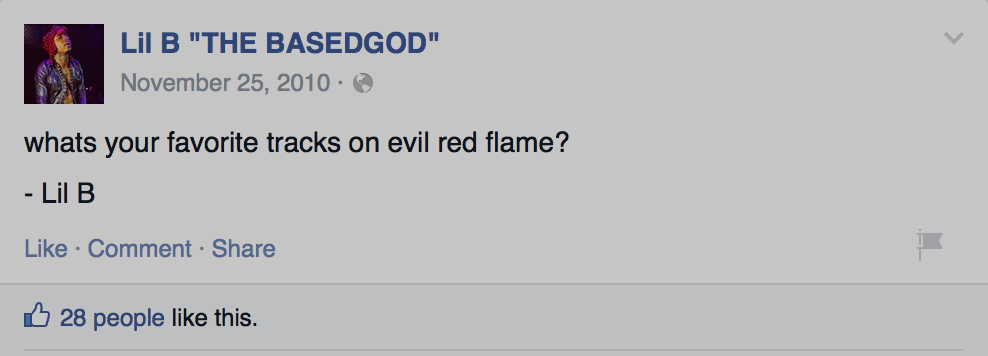 Lil B "THE BASEDGOD"
November 25, 2010 ·
whats your favorite tracks on evil red flame?
- Lil B
Like · Comment · Share
28 people like this.